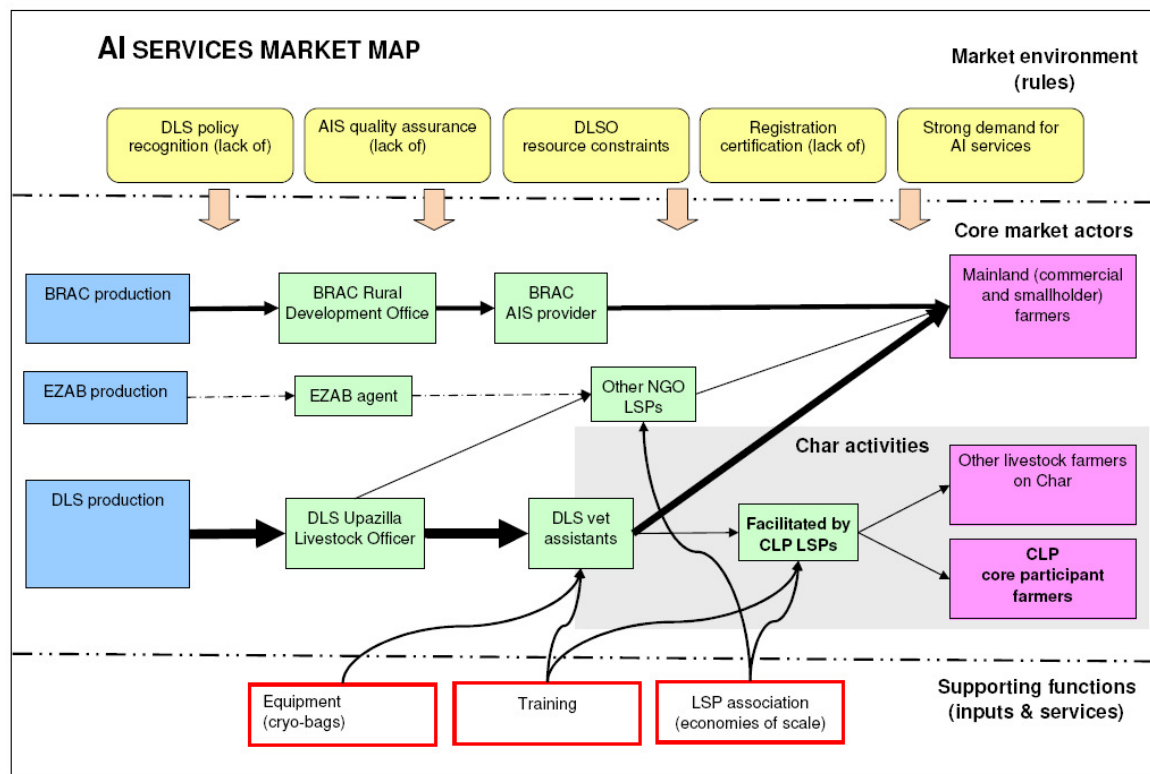 AI SERVICES MARKET MAP
Market environment
(rules)
DLS policy
recognition (lack of)
AIS quality assurance
(lack of)
DLSO
resource constraints
Registration
certification (lack of)
Strong demand for
AI services
Core market actors
BRAC production
BRAC Rural
Development Office
BRAC
AIS provider
Mainland (commercial
and smallholder)
farmers
EZAB production
EZAB agent
Other NGO
LSPs
Char activities
Other livestock farmers
on Char
DLS production
DLS Upazilla
Livestock Officer
DLS vet
assistants
Facilitated by
CLP LSPs
CLP
core participant
farmers
Equipment
(cryo-bags)
Training
LSP association
(economies of scale)
Supporting functions
(inputs & services)